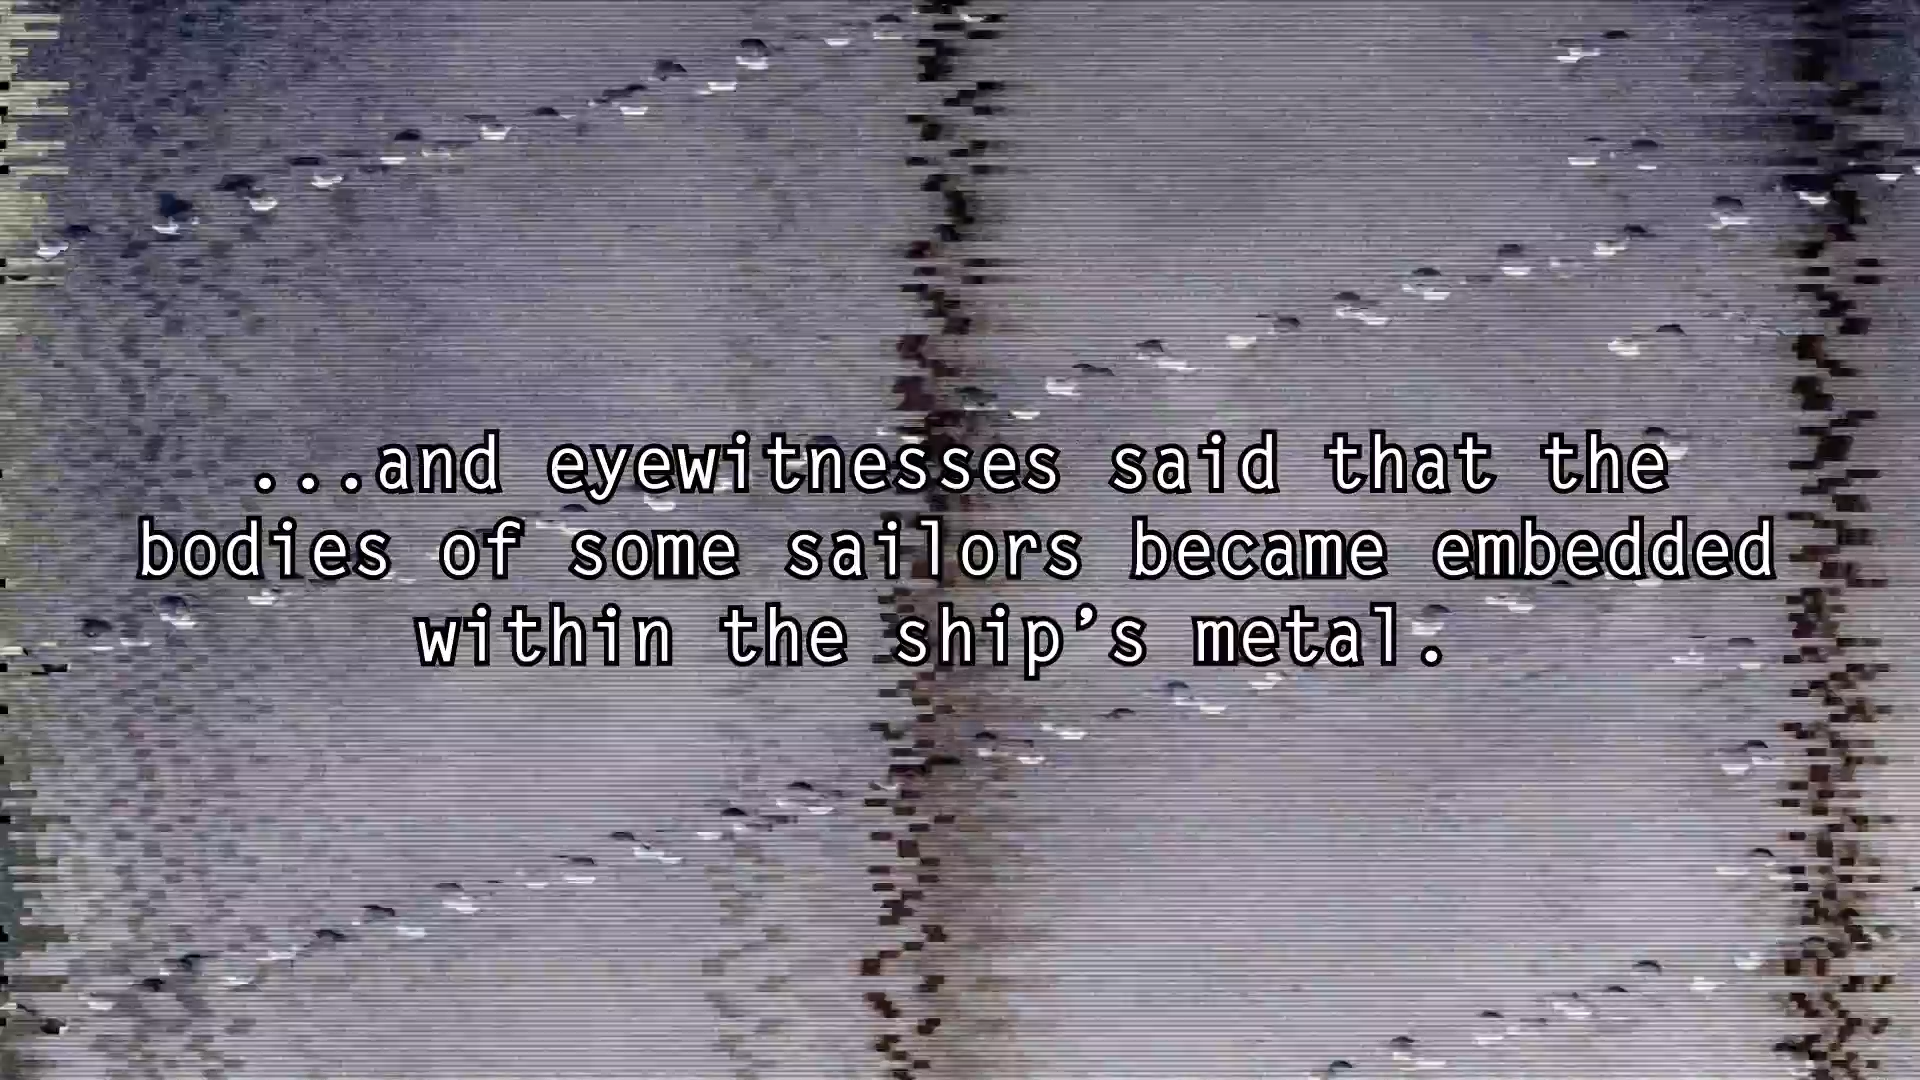 ...and eyewitnesses said that the
bodies of some sailors became embedded
within the ship’s metal.